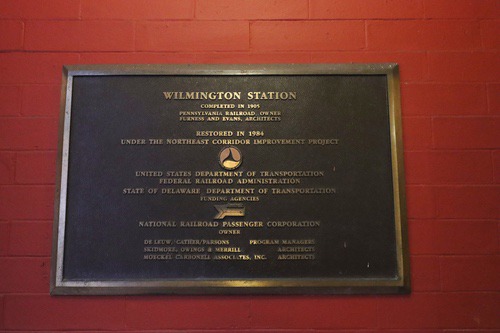 WILMINGTON STATION
COMPLETED IN 1905
PENNSYLVANIA RAILROAD, OWNER
FURNESS AND EVANS, ARCHITECTS
RESTORED IN 1984
UNDER THE NORTHEAST CORRIDOR IMPROVEMENT PROJECT
UNITED STATES DEPARTMENT OF TRANSPORTATION
FEDERAL RAILROAD ADMINISTRATION
STATE OF DELAWARE, DEPARTMENT OF TRANSPORTATION
FUNDING AGENCIES
NATIONAL RAILROAD PASSENGER CORPORATION
OWNER
DE LEUW, CATHER/PARSONS PROGRAM MANAGERS
SKIDMORE, OWINGS & MERRILL ARCHITECTS
MOECKEL CARBONELL ASSOCIATES, INC. ARCHITECTS